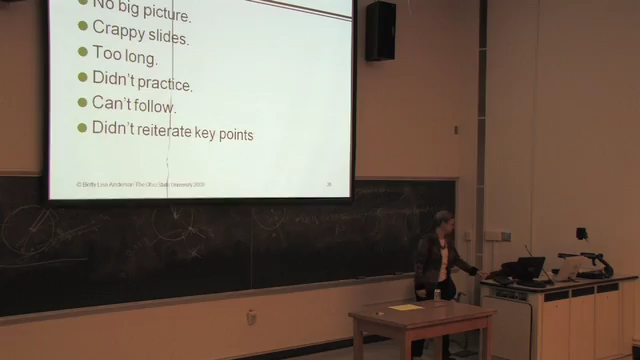 No big picture.
Crappy slides.
Too long.
Didn't practice.
Can't follow.
Didn't reiterate key points
© Betty Lise Anderson The Ohio State University 2009